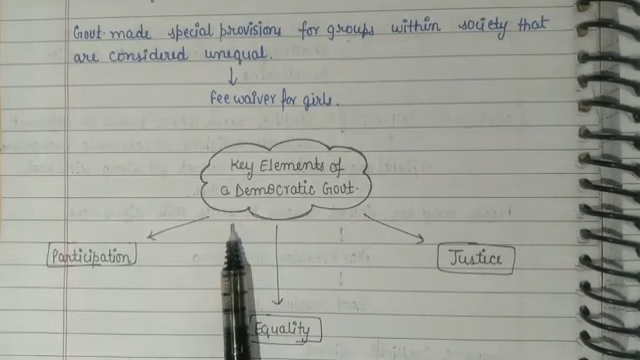 Govt. made special provisions for groups within society that
are considered unequal.
Fee waiver for girls.
Key Elements of
a Democratic Govt.
Participation
Justice
Equality